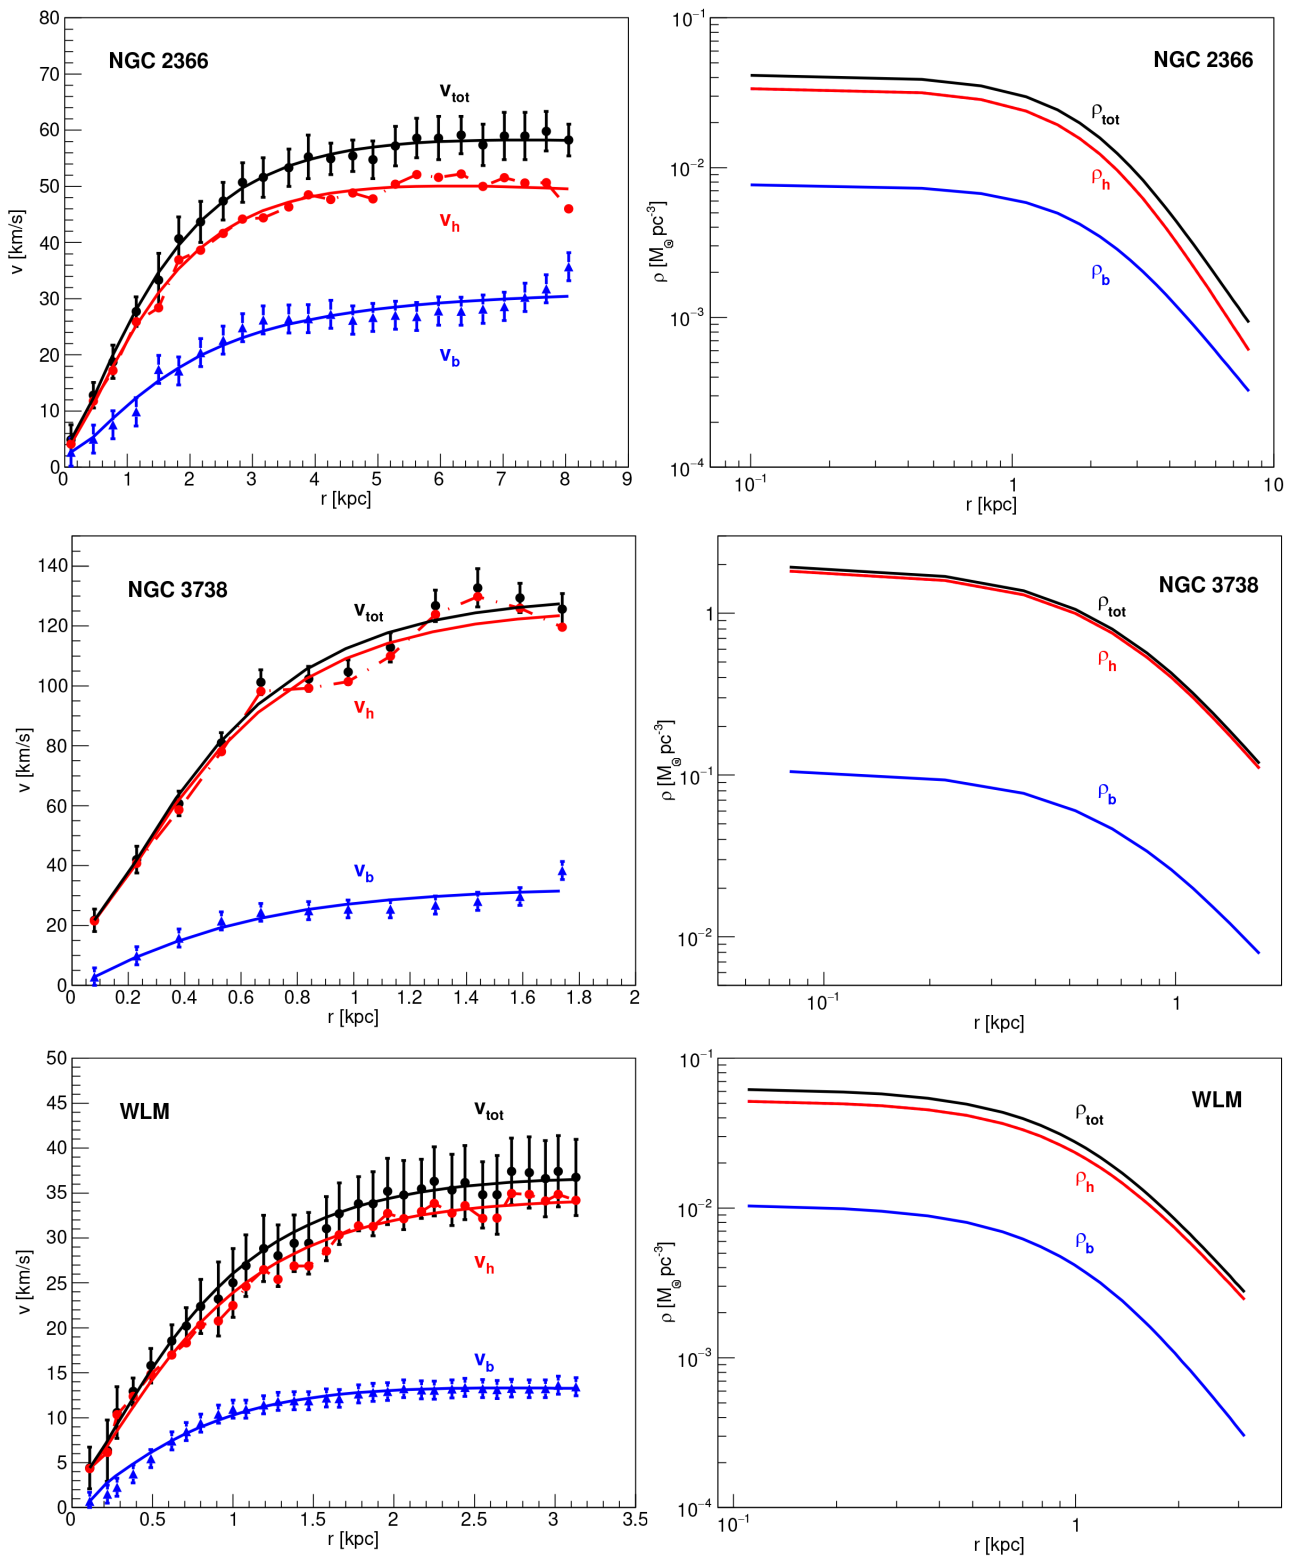 80
70
60
50
40
30
20
10
0
v [km/s]
NGC 2366
v_tot
v_h
v_b
0 1 2 3 4 5 6 7 8 9
r [kpc]
10⁻¹
10⁻²
10⁻³
10⁻⁴
ρ [M_⊙ pc⁻³]
NGC 2366
ρ_tot
ρ_h
ρ_b
10⁻¹ 1 10
r [kpc]
140
120
100
80
60
40
20
0
v [km/s]
NGC 3738
v_tot
v_h
v_b
0 0.2 0.4 0.6 0.8 1 1.2 1.4 1.6 1.8 2
r [kpc]
1
10⁻¹
10⁻²
ρ [M_⊙ pc⁻³]
NGC 3738
ρ_tot
ρ_h
ρ_b
10⁻¹ 1
r [kpc]
50
45
40
35
30
25
20
15
10
5
0
v [km/s]
WLM
v_tot
v_h
v_b
0 0.5 1 1.5 2 2.5 3 3.5
r [kpc]
10⁻¹
10⁻²
10⁻³
10⁻⁴
ρ [M_⊙ pc⁻³]
WLM
ρ_tot
ρ_h
ρ_b
10⁻¹ 1
r [kpc]